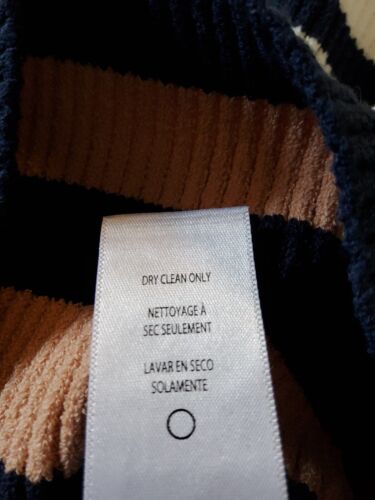 DRY CLEAN ONLY
NETTOYAGE À
SEC SEULEMENT
LAVAR EN SECO
SOLAMENTE